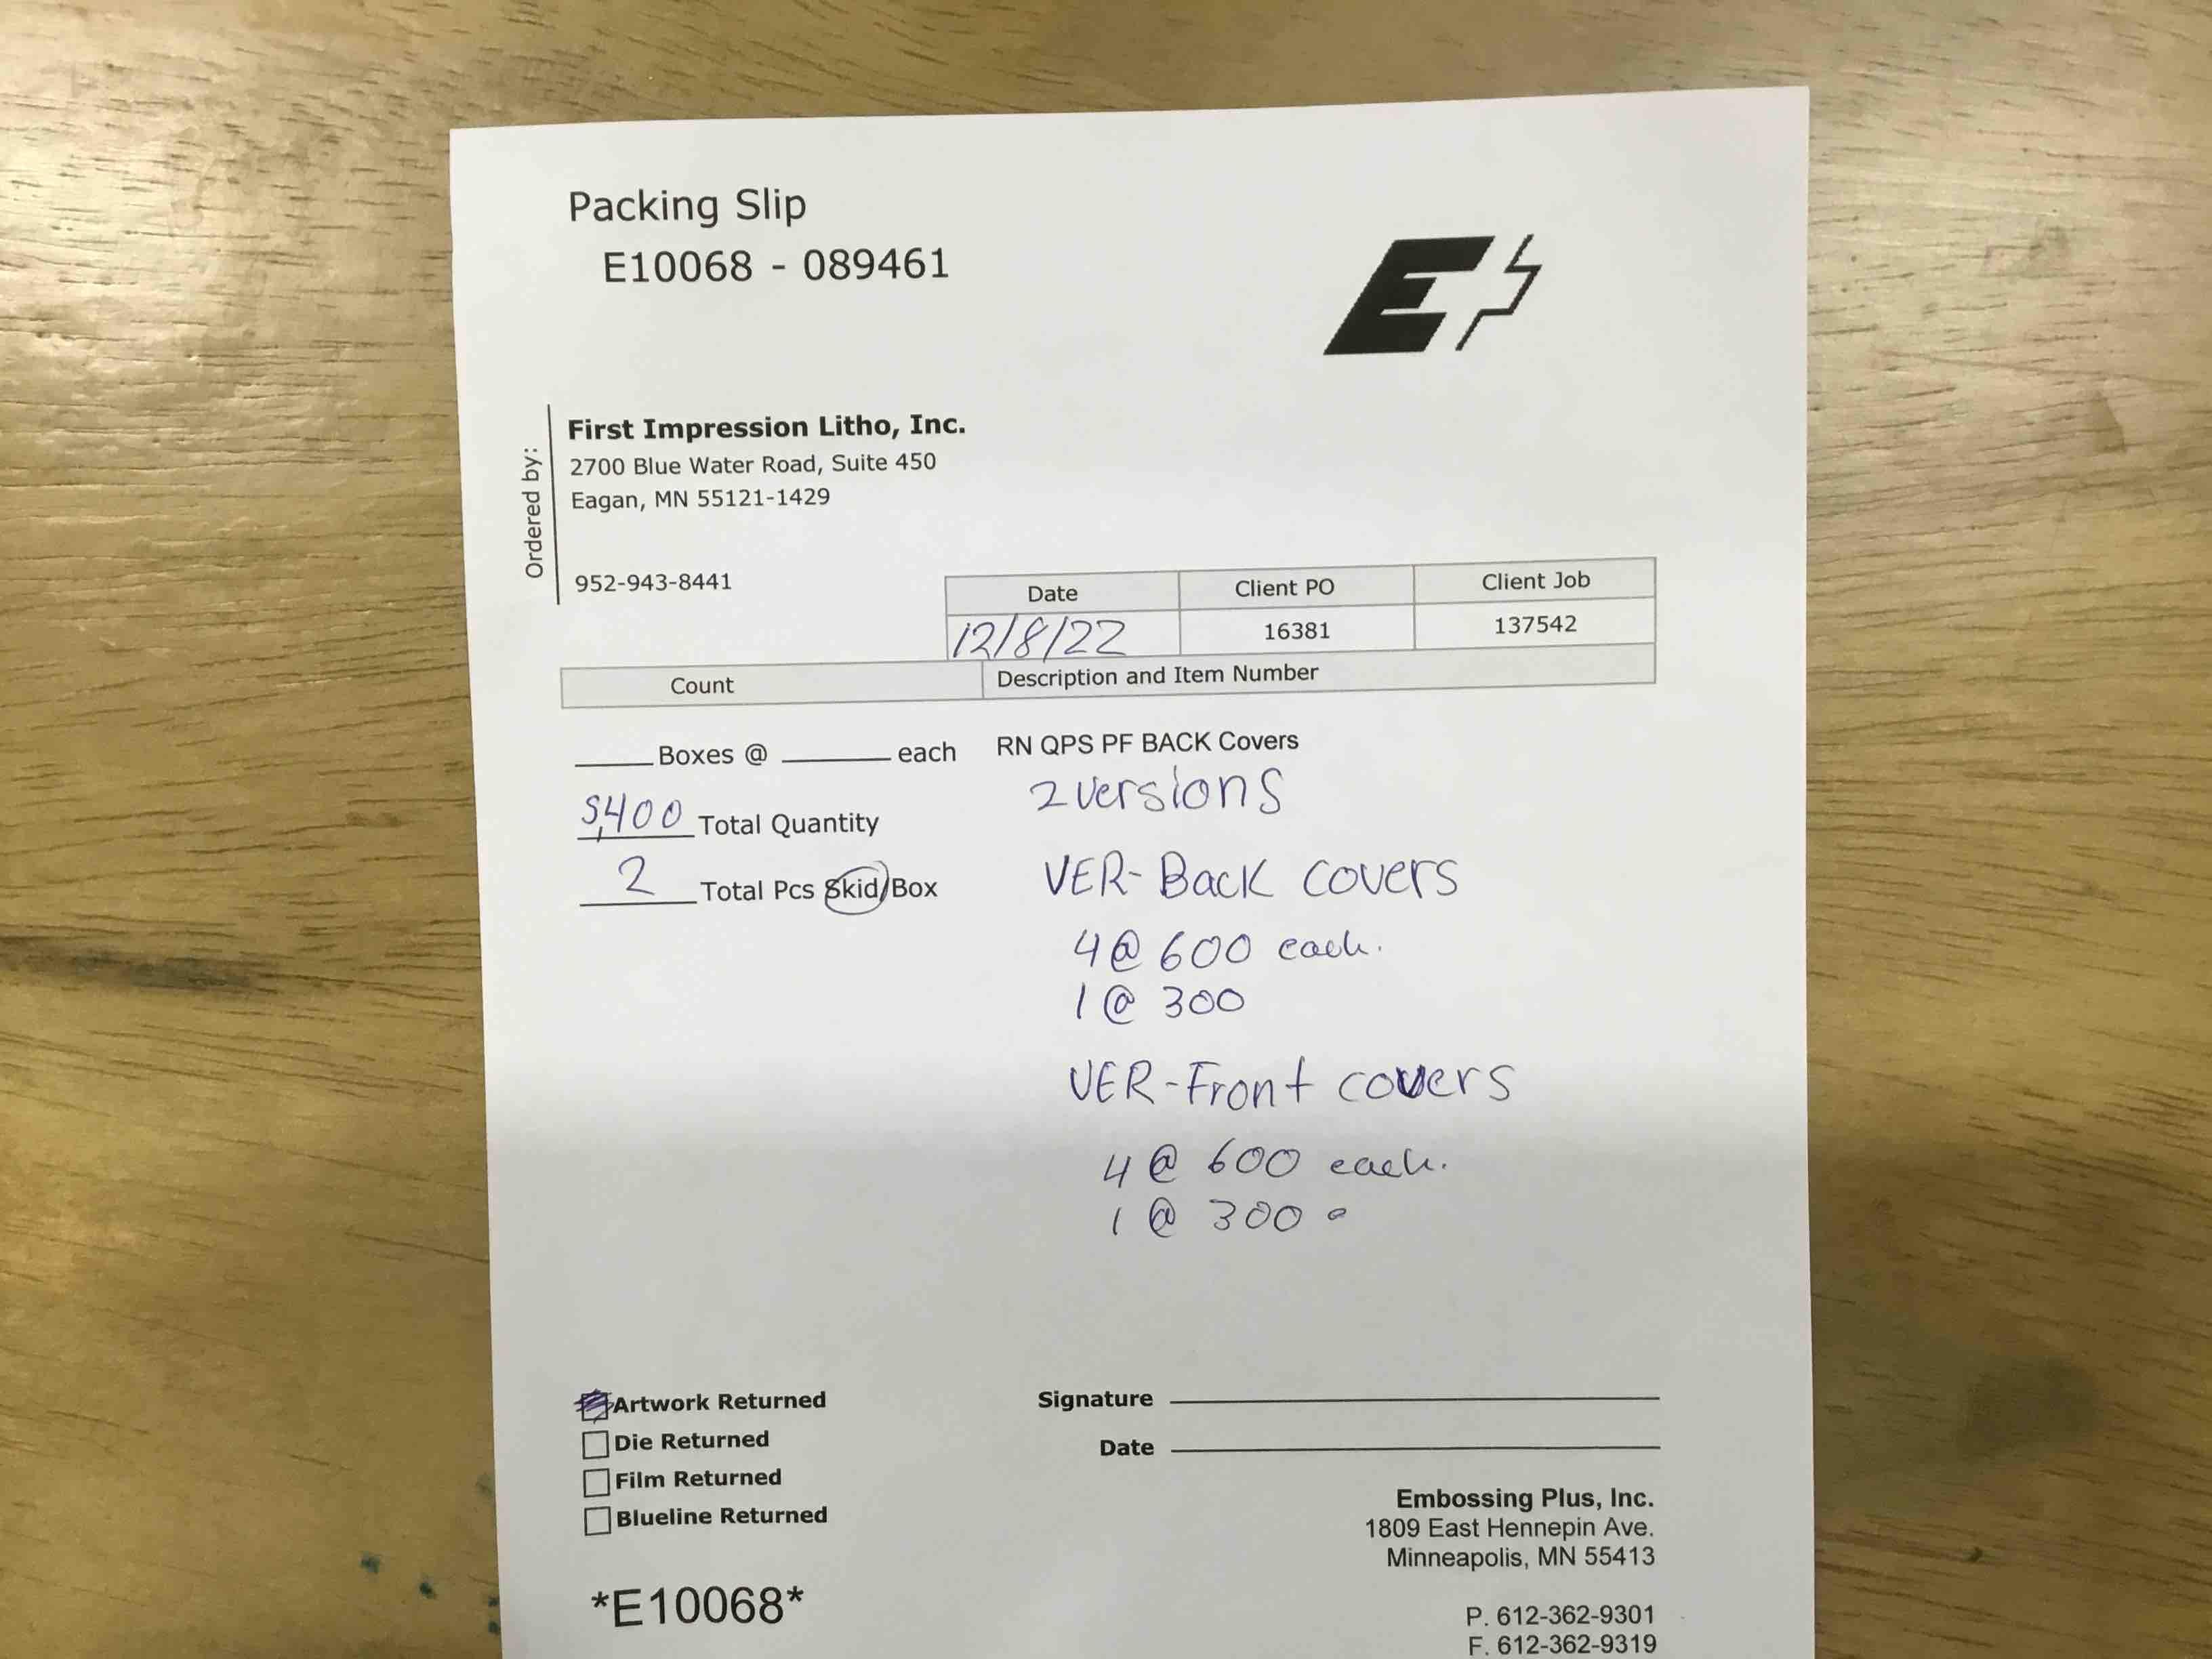 Packing Slip
E10068 - 089461
E
Ordered by:
First Impression Litho, Inc.
2700 Blue Water Road, Suite 450
Eagan, MN 55121-1429
952-943-8441
Date Client PO Client Job
12/8/22 16381 137542
Count Description and Item Number
____ Boxes @ ______ each RN QPS PF BACK Covers
2 versions
5,400 Total Quantity
VER-Back covers
2 Total Pcs Skid/Box
4 @ 600 each.
1 @ 300
VER-Front covers
4 @ 600 each.
1 @ 300
Artwork Returned Signature
Die Returned Date
Film Returned
Blueline Returned
Embossing Plus, Inc.
1809 East Hennepin Ave.
Minneapolis, MN 55413
*E10068*
P. 612-362-9301
F. 612-362-9319